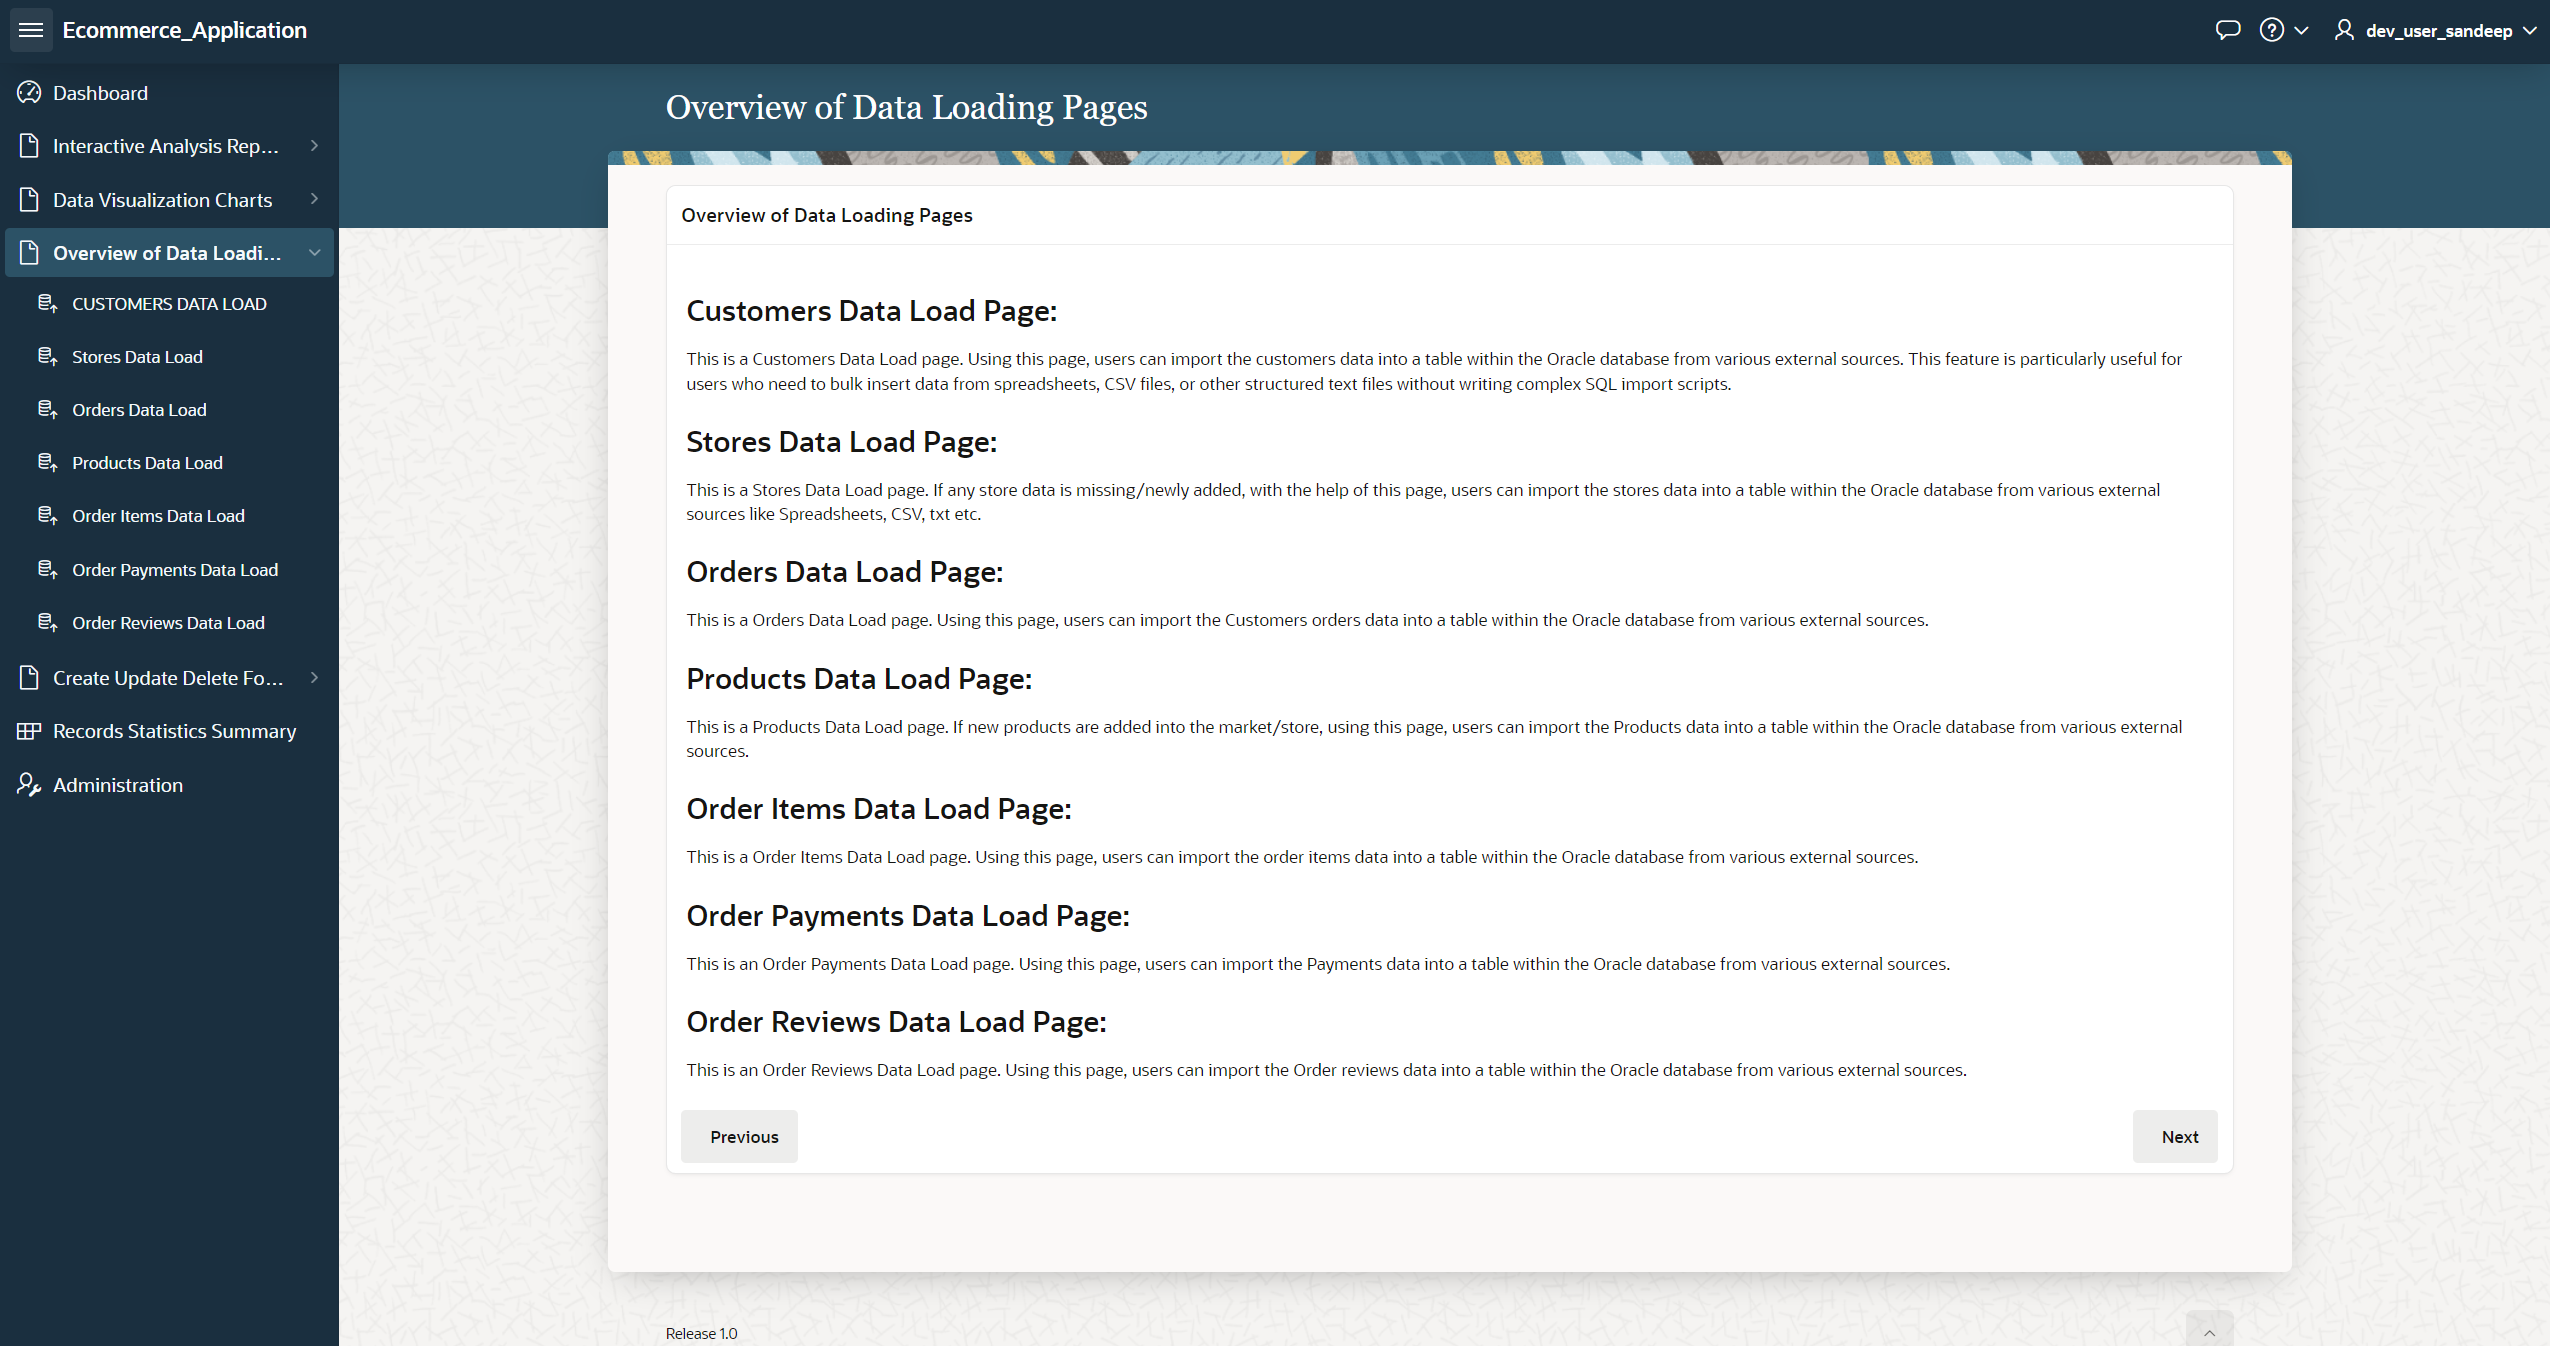 Ecommerce_Application
dev_user_sandeep
Dashboard
Interactive Analysis Rep...
Data Visualization Charts
Overview of Data Loadi...
CUSTOMERS DATA LOAD
Stores Data Load
Orders Data Load
Products Data Load
Order Items Data Load
Order Payments Data Load
Order Reviews Data Load
Create Update Delete Fo...
Records Statistics Summary
Administration
Overview of Data Loading Pages
Overview of Data Loading Pages
Customers Data Load Page:
This is a Customers Data Load page. Using this page, users can import the customers data into a table within the Oracle database from various external sources. This feature is particularly useful for
users who need to bulk insert data from spreadsheets, CSV files, or other structured text files without writing complex SQL import scripts.
Stores Data Load Page:
This is a Stores Data Load page. If any store data is missing/newly added, with the help of this page, users can import the stores data into a table within the Oracle database from various external
sources like Spreadsheets, CSV, txt etc.
Orders Data Load Page:
This is a Orders Data Load page. Using this page, users can import the Customers orders data into a table within the Oracle database from various external sources.
Products Data Load Page:
This is a Products Data Load page. If new products are added into the market/store, using this page, users can import the Products data into a table within the Oracle database from various external
sources.
Order Items Data Load Page:
This is a Order Items Data Load page. Using this page, users can import the order items data into a table within the Oracle database from various external sources.
Order Payments Data Load Page:
This is an Order Payments Data Load page. Using this page, users can import the Payments data into a table within the Oracle database from various external sources.
Order Reviews Data Load Page:
This is an Order Reviews Data Load page. Using this page, users can import the Order reviews data into a table within the Oracle database from various external sources.
Previous
Next
Release 1.0